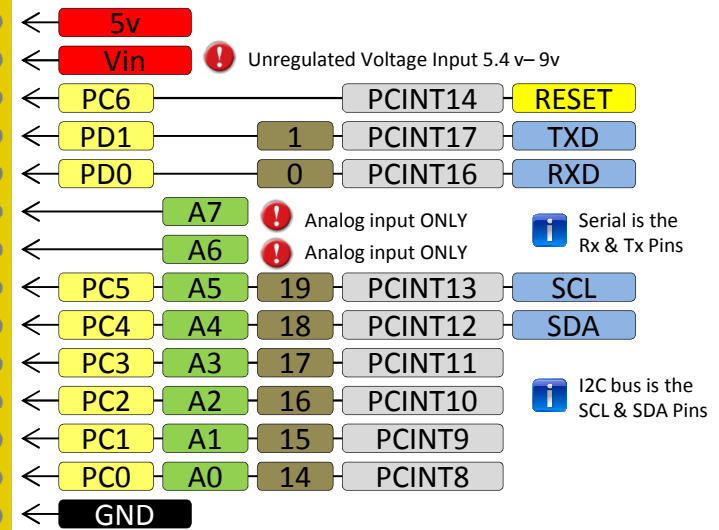 5v
Vin Unregulated Voltage Input 5.4 v– 9v
PC6 PCINT14 RESET
PD1 1 PCINT17 TXD
PD0 0 PCINT16 RXD
A7 Analog input ONLY
A6 Analog input ONLY
i Serial is the
Rx & Tx Pins
PC5 A5 19 PCINT13 SCL
PC4 A4 18 PCINT12 SDA
PC3 A3 17 PCINT11
PC2 A2 16 PCINT10
i I2C bus is the
SCL & SDA Pins
PC1 A1 15 PCINT9
PC0 A0 14 PCINT8
GND